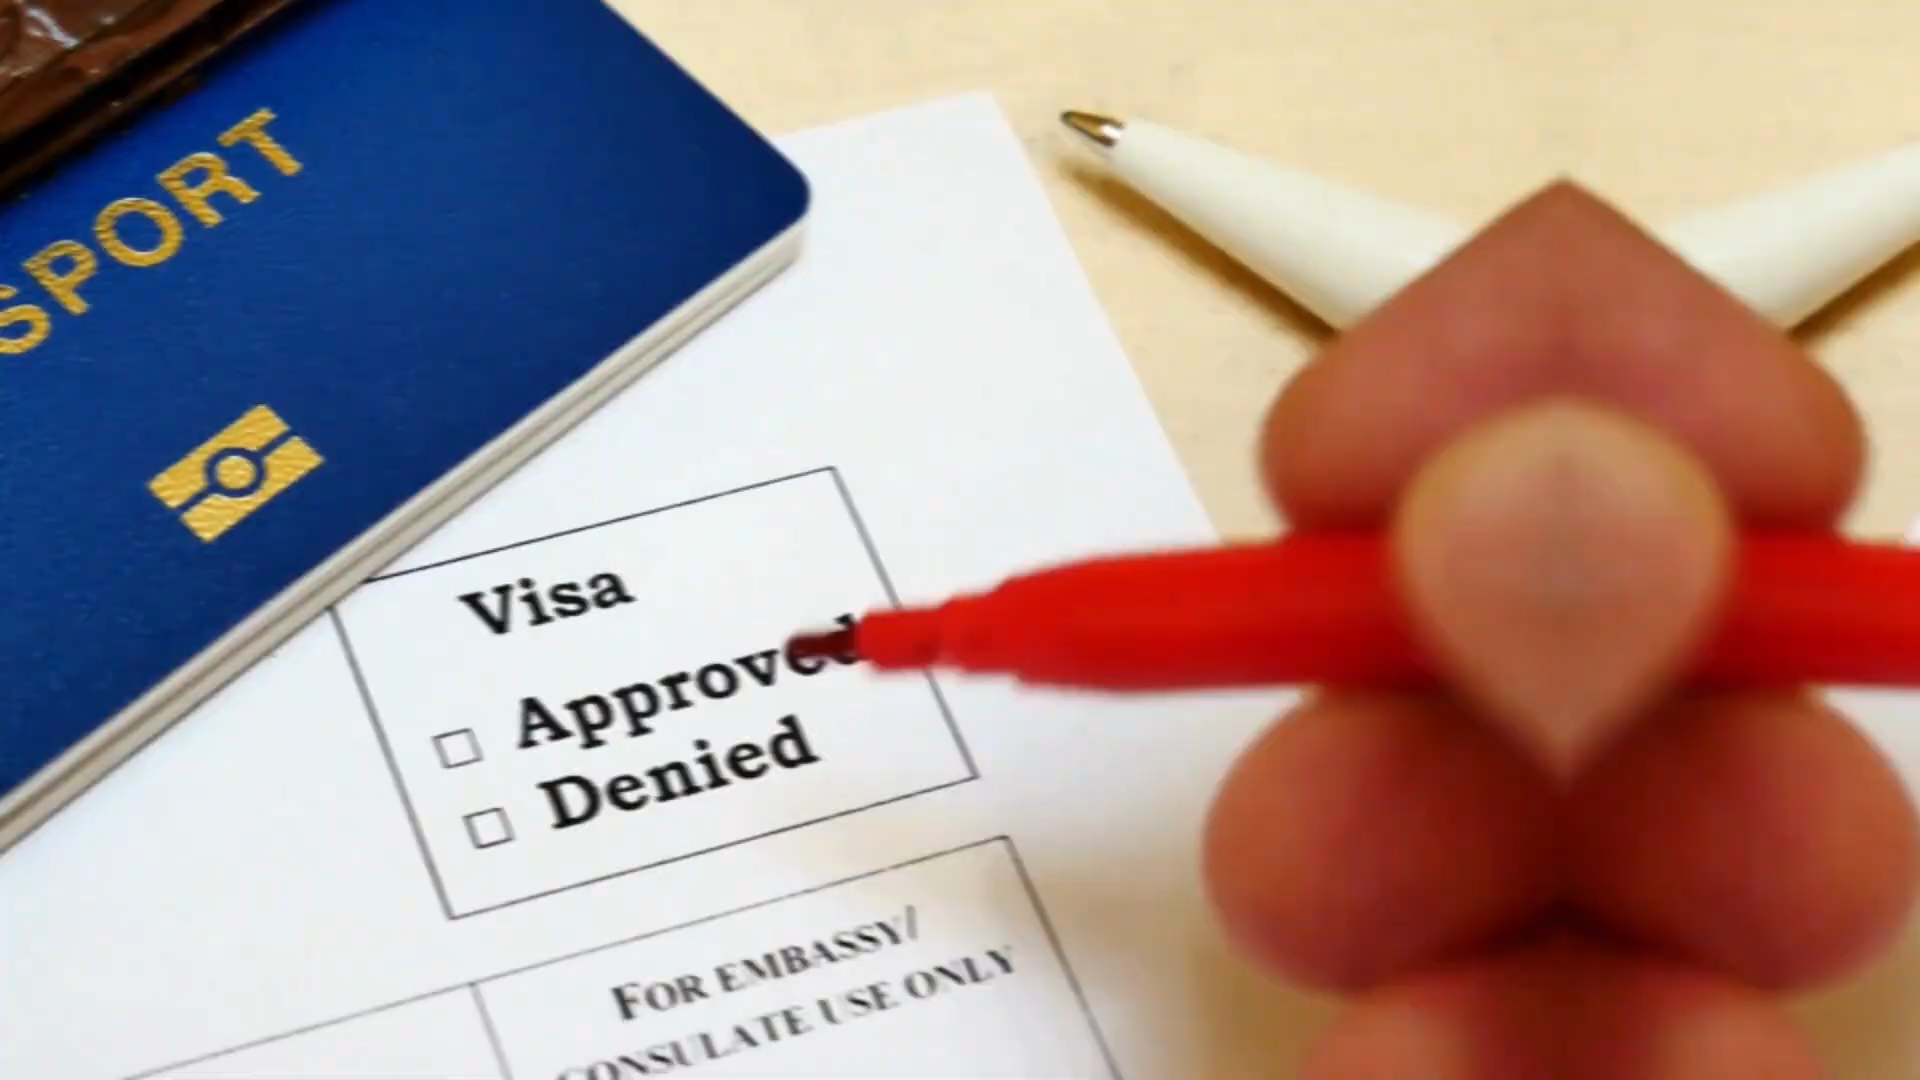 SPORT
Visa
Approved
Denied
FOR EMBASSY/
CONSULATE USE ONLY